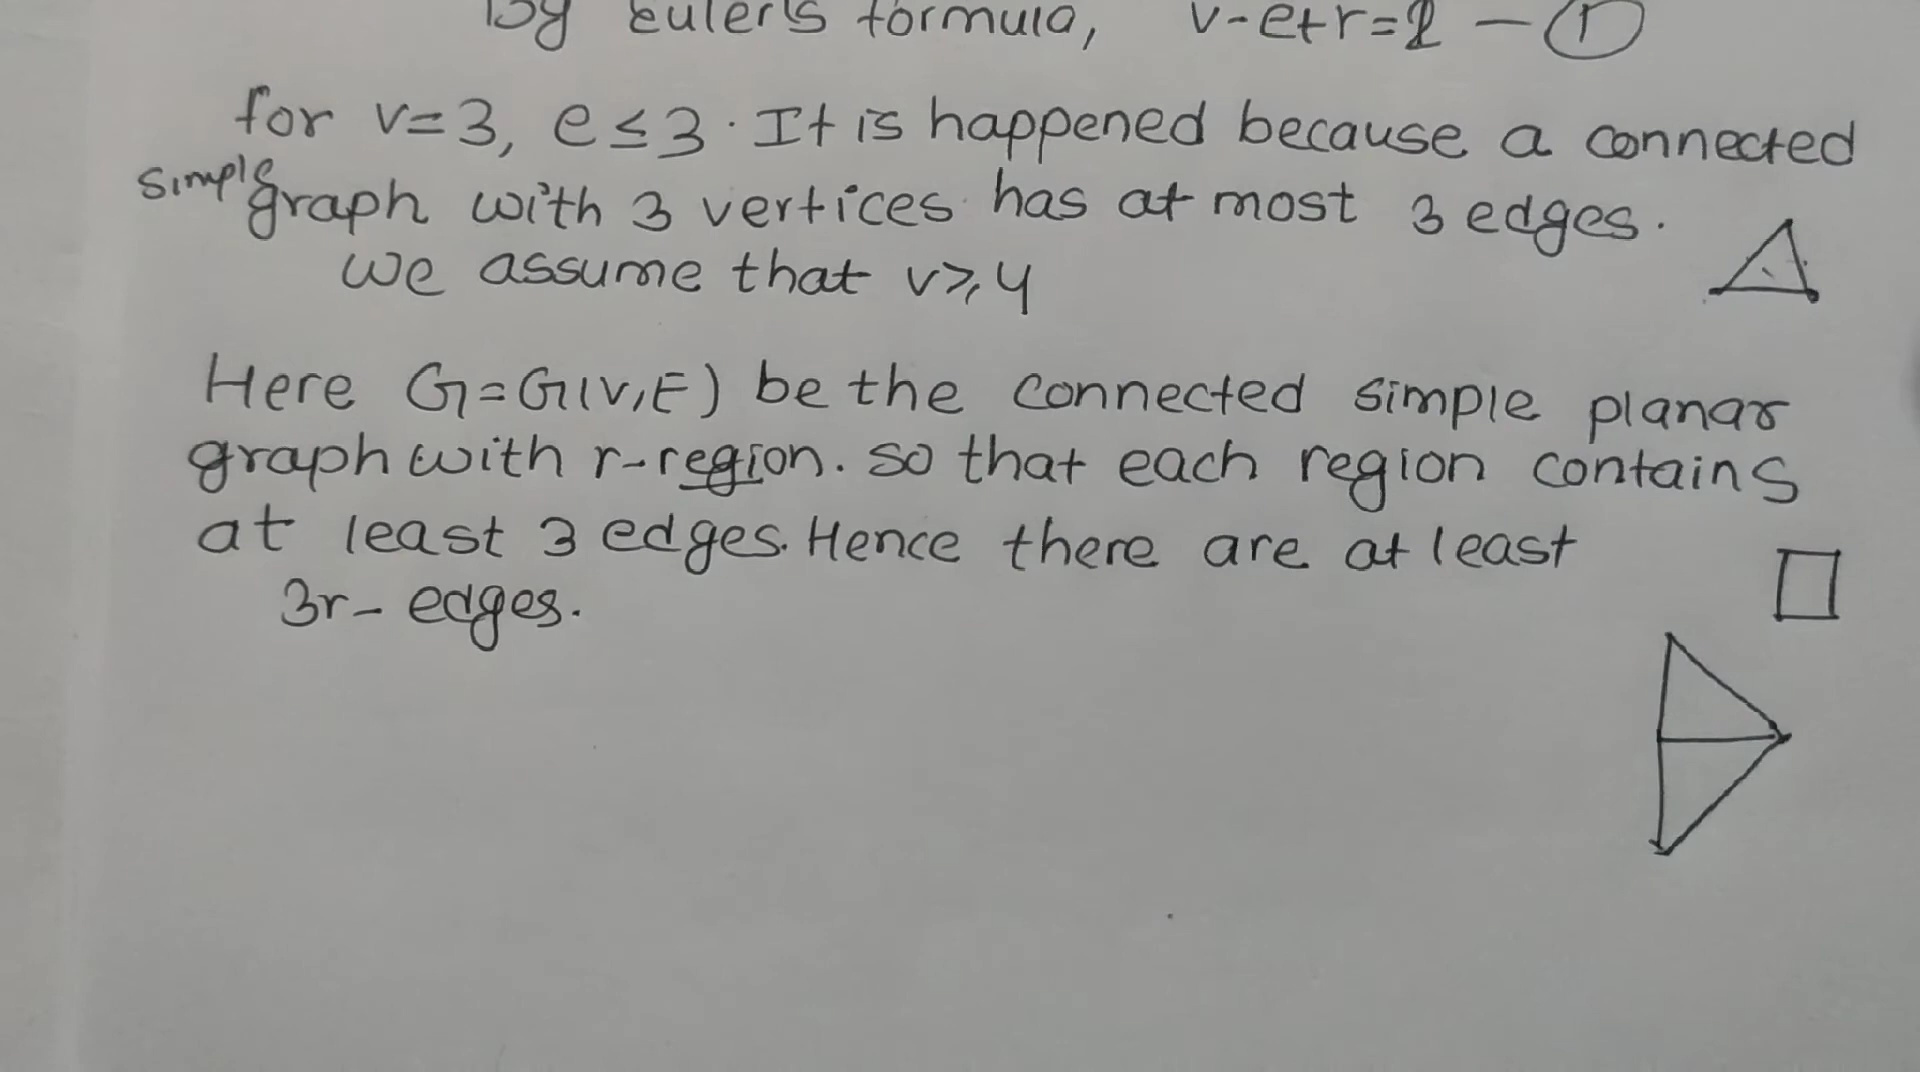 By Euler's formula, v-e+r=2 — ①
for v=3, e≤3. It is happened because a connected
simple graph with 3 vertices has at most 3 edges.
we assume that v≥4
Here G=G(V,E) be the connected simple planar
graph with r-region. so that each region contains
at least 3 edges. Hence there are at least
3r- edges.